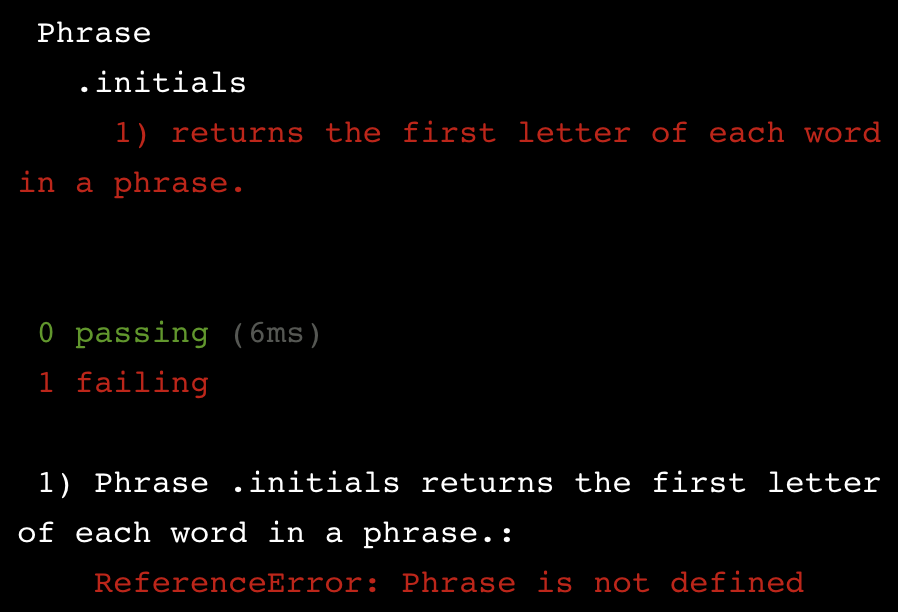 Phrase
.initials
1) returns the first letter of each word
in a phrase.
0 passing (6ms)
1 failing
1) Phrase .initials returns the first letter
of each word in a phrase.:
ReferenceError: Phrase is not defined